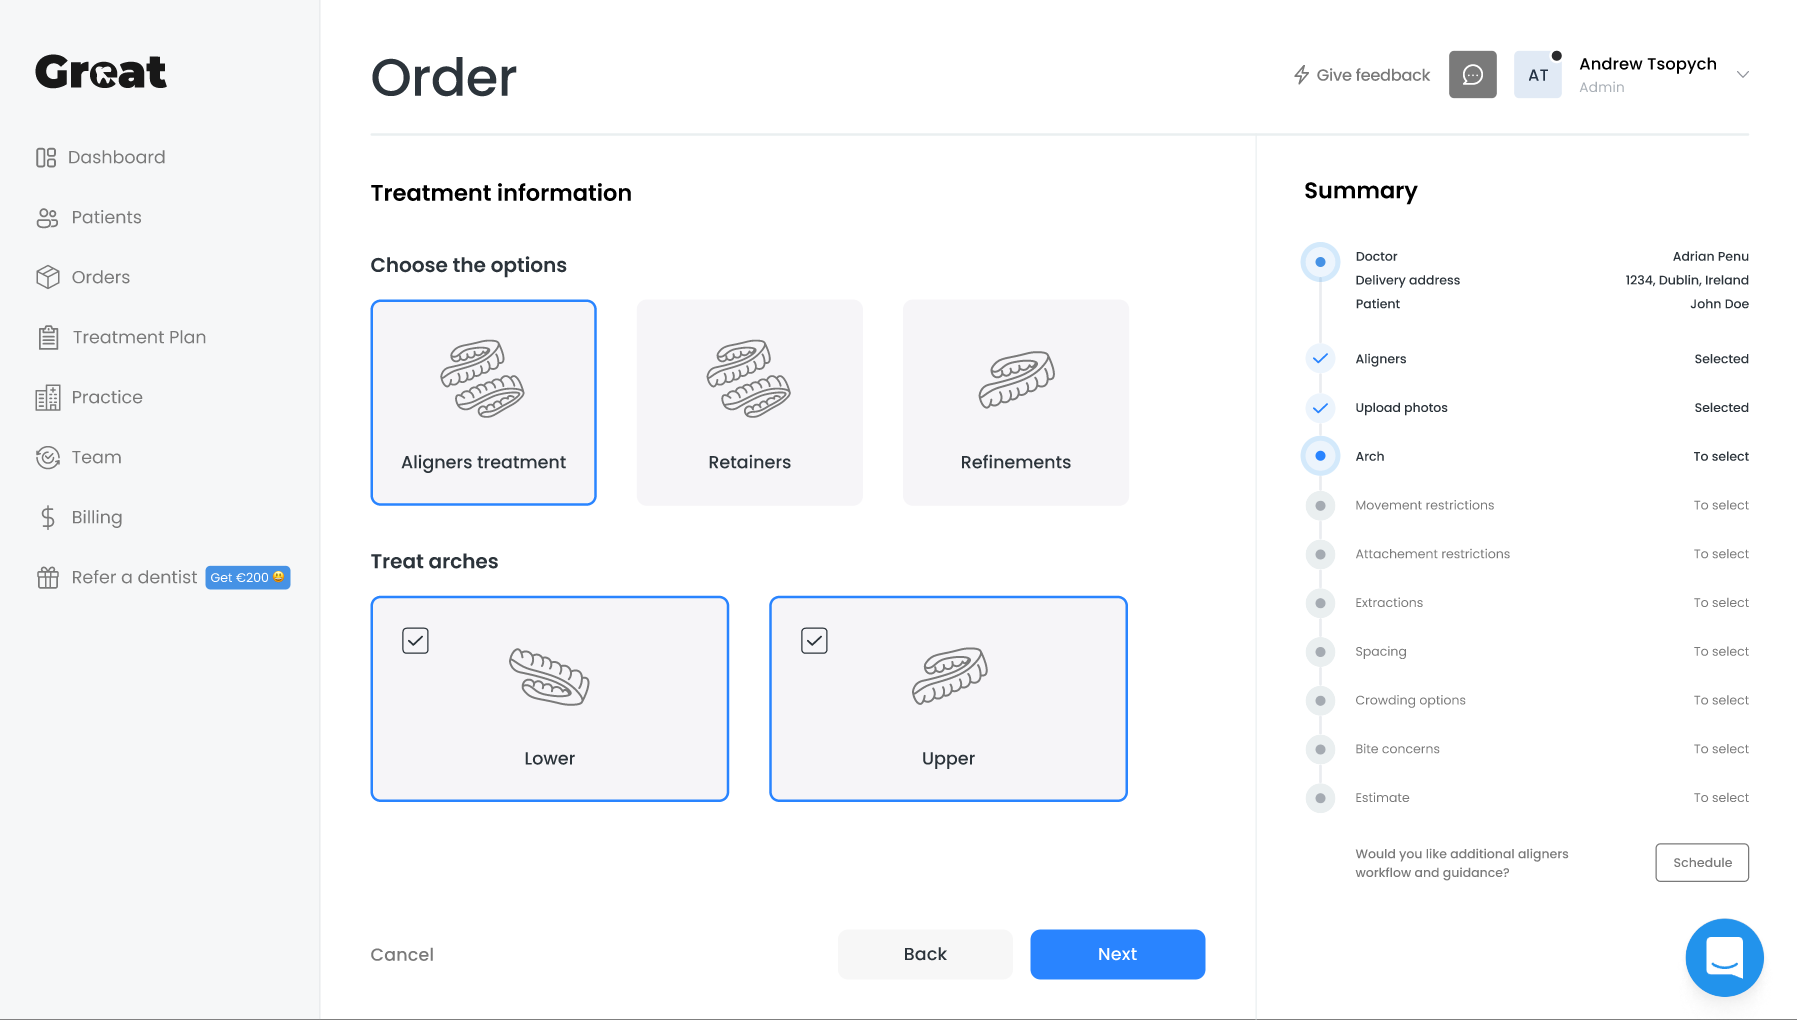 Great
Dashboard
Patients
Orders
Treatment Plan
Practice
Team
Billing
Refer a dentist Get €200 😀
Order
Give feedback
AT
Andrew Tsopych
Admin
Treatment information
Choose the options
Aligners treatment
Retainers
Refinements
Treat arches
Lower
Upper
Cancel
Back
Next
Summary
Doctor Adrian Penu
Delivery address 1234, Dublin, Ireland
Patient John Doe
Aligners Selected
Upload photos Selected
Arch To select
Movement restrictions To select
Attachement restrictions To select
Extractions To select
Spacing To select
Crowding options To select
Bite concerns To select
Estimate To select
Would you like additional aligners
workflow and guidance?
Schedule